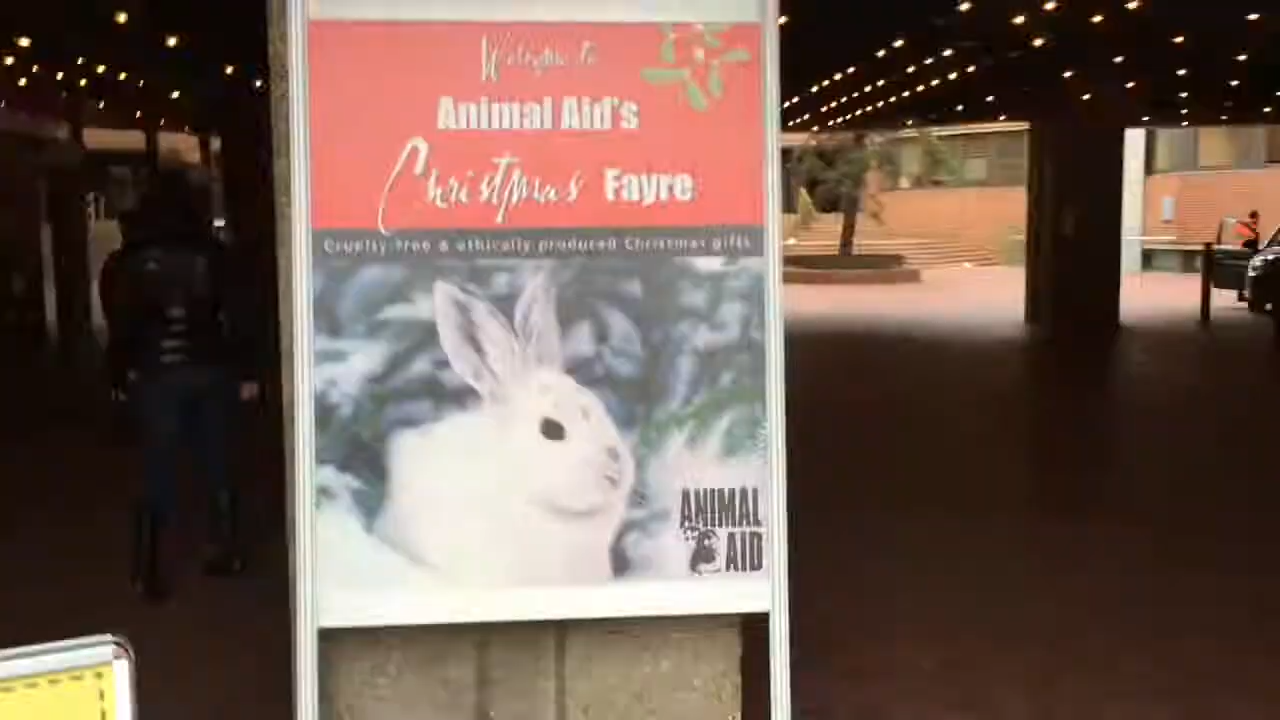 Welcome to
Animal Aid's
Christmas Fayre
Cruelty-free & ethically produced Christmas gifts
ANIMAL
AID